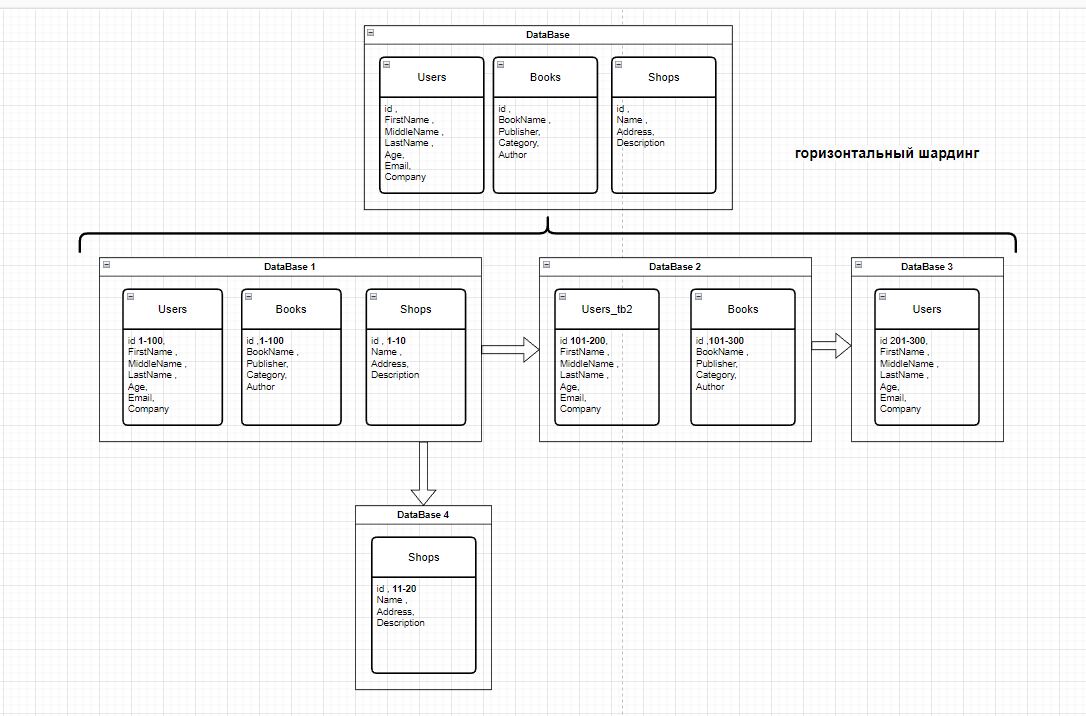 DataBase
Users
id ,
FirstName ,
MiddleName ,
LastName ,
Age,
Email,
Company
Books
id ,
BookName ,
Publisher,
Category,
Author
Shops
id ,
Name ,
Address,
Description
горизонтальный шардинг
DataBase 1
Users
id 1-100,
FirstName ,
MiddleName ,
LastName ,
Age,
Email,
Company
Books
id ,1-100
BookName ,
Publisher,
Category,
Author
Shops
id , 1-10
Name ,
Address,
Description
DataBase 2
Users_tb2
id 101-200,
FirstName ,
MiddleName ,
LastName ,
Age,
Email,
Company
Books
id ,101-300
BookName ,
Publisher,
Category,
Author
DataBase 3
Users
id 201-300,
FirstName ,
MiddleName ,
LastName ,
Age,
Email,
Company
DataBase 4
Shops
id , 11-20
Name ,
Address,
Description